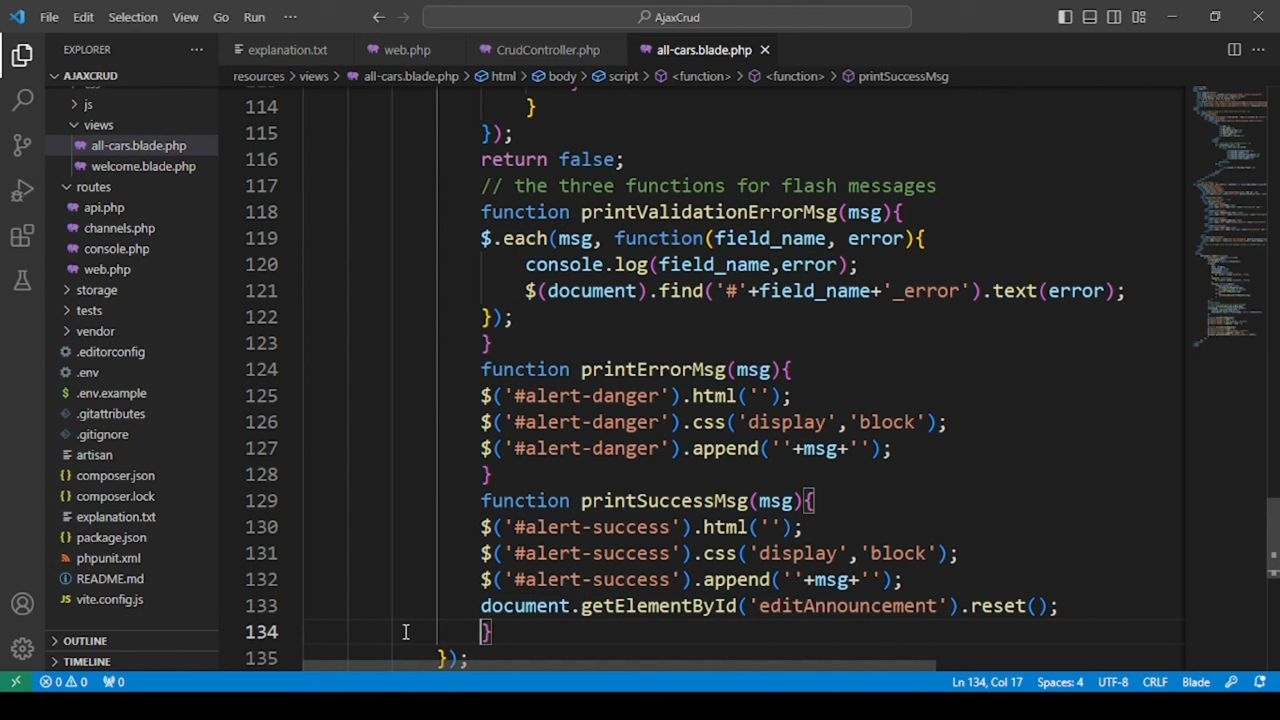 File Edit Selection View Go Run ··· AjaxCrud
EXPLORER ··· explanation.txt web.php CrudController.php all-cars.blade.php
AJAXCRUD
resources > views > all-cars.blade.php > html > body > script > <function> > <function> > printSuccessMsg
js
views
all-cars.blade.php
welcome.blade.php
routes
api.php
channels.php
console.php
web.php
storage
tests
vendor
.editorconfig
.env
.env.example
.gitattributes
.gitignore
artisan
composer.json
composer.lock
explanation.txt
package.json
phpunit.xml
README.md
vite.config.js
OUTLINE
TIMELINE
114 }
115 });
116 return false;
117 // the three functions for flash messages
118 function printValidationErrorMsg(msg){
119 $.each(msg, function(field_name, error){
120 console.log(field_name,error);
121 $(document).find('#'+field_name+'_error').text(error);
122 });
123 }
124 function printErrorMsg(msg){
125 $('#alert-danger').html('');
126 $('#alert-danger').css('display','block');
127 $('#alert-danger').append(''+msg+'');
128 }
129 function printSuccessMsg(msg){
130 $('#alert-success').html('');
131 $('#alert-success').css('display','block');
132 $('#alert-success').append(''+msg+'');
133 document.getElementById('editAnnouncement').reset();
134 }
135 });
0 0 0 Ln 134, Col 17 Spaces: 4 UTF-8 CRLF Blade